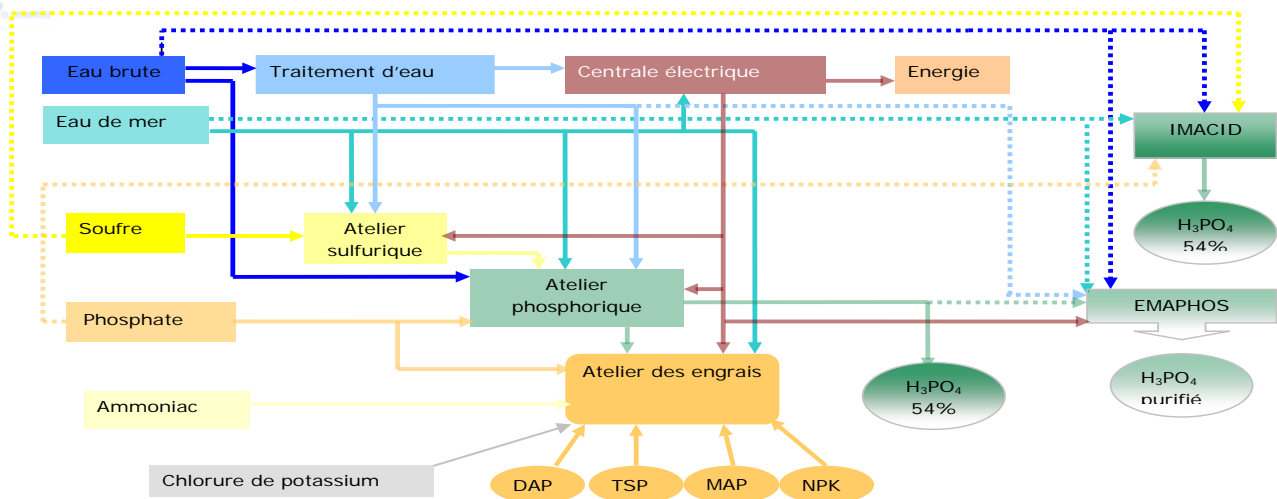 Eau brute
Traitement d'eau
Centrale électrique
Energie
Eau de mer
IMACID
Soufre
Atelier
sulfurique
H₃PO₄
54%
Atelier
phosphorique
Phosphate
EMAPHOS
Atelier des engrais
H₃PO₄
54%
H₃PO₄
purifié
Ammoniac
Chlorure de potassium
DAP
TSP
MAP
NPK